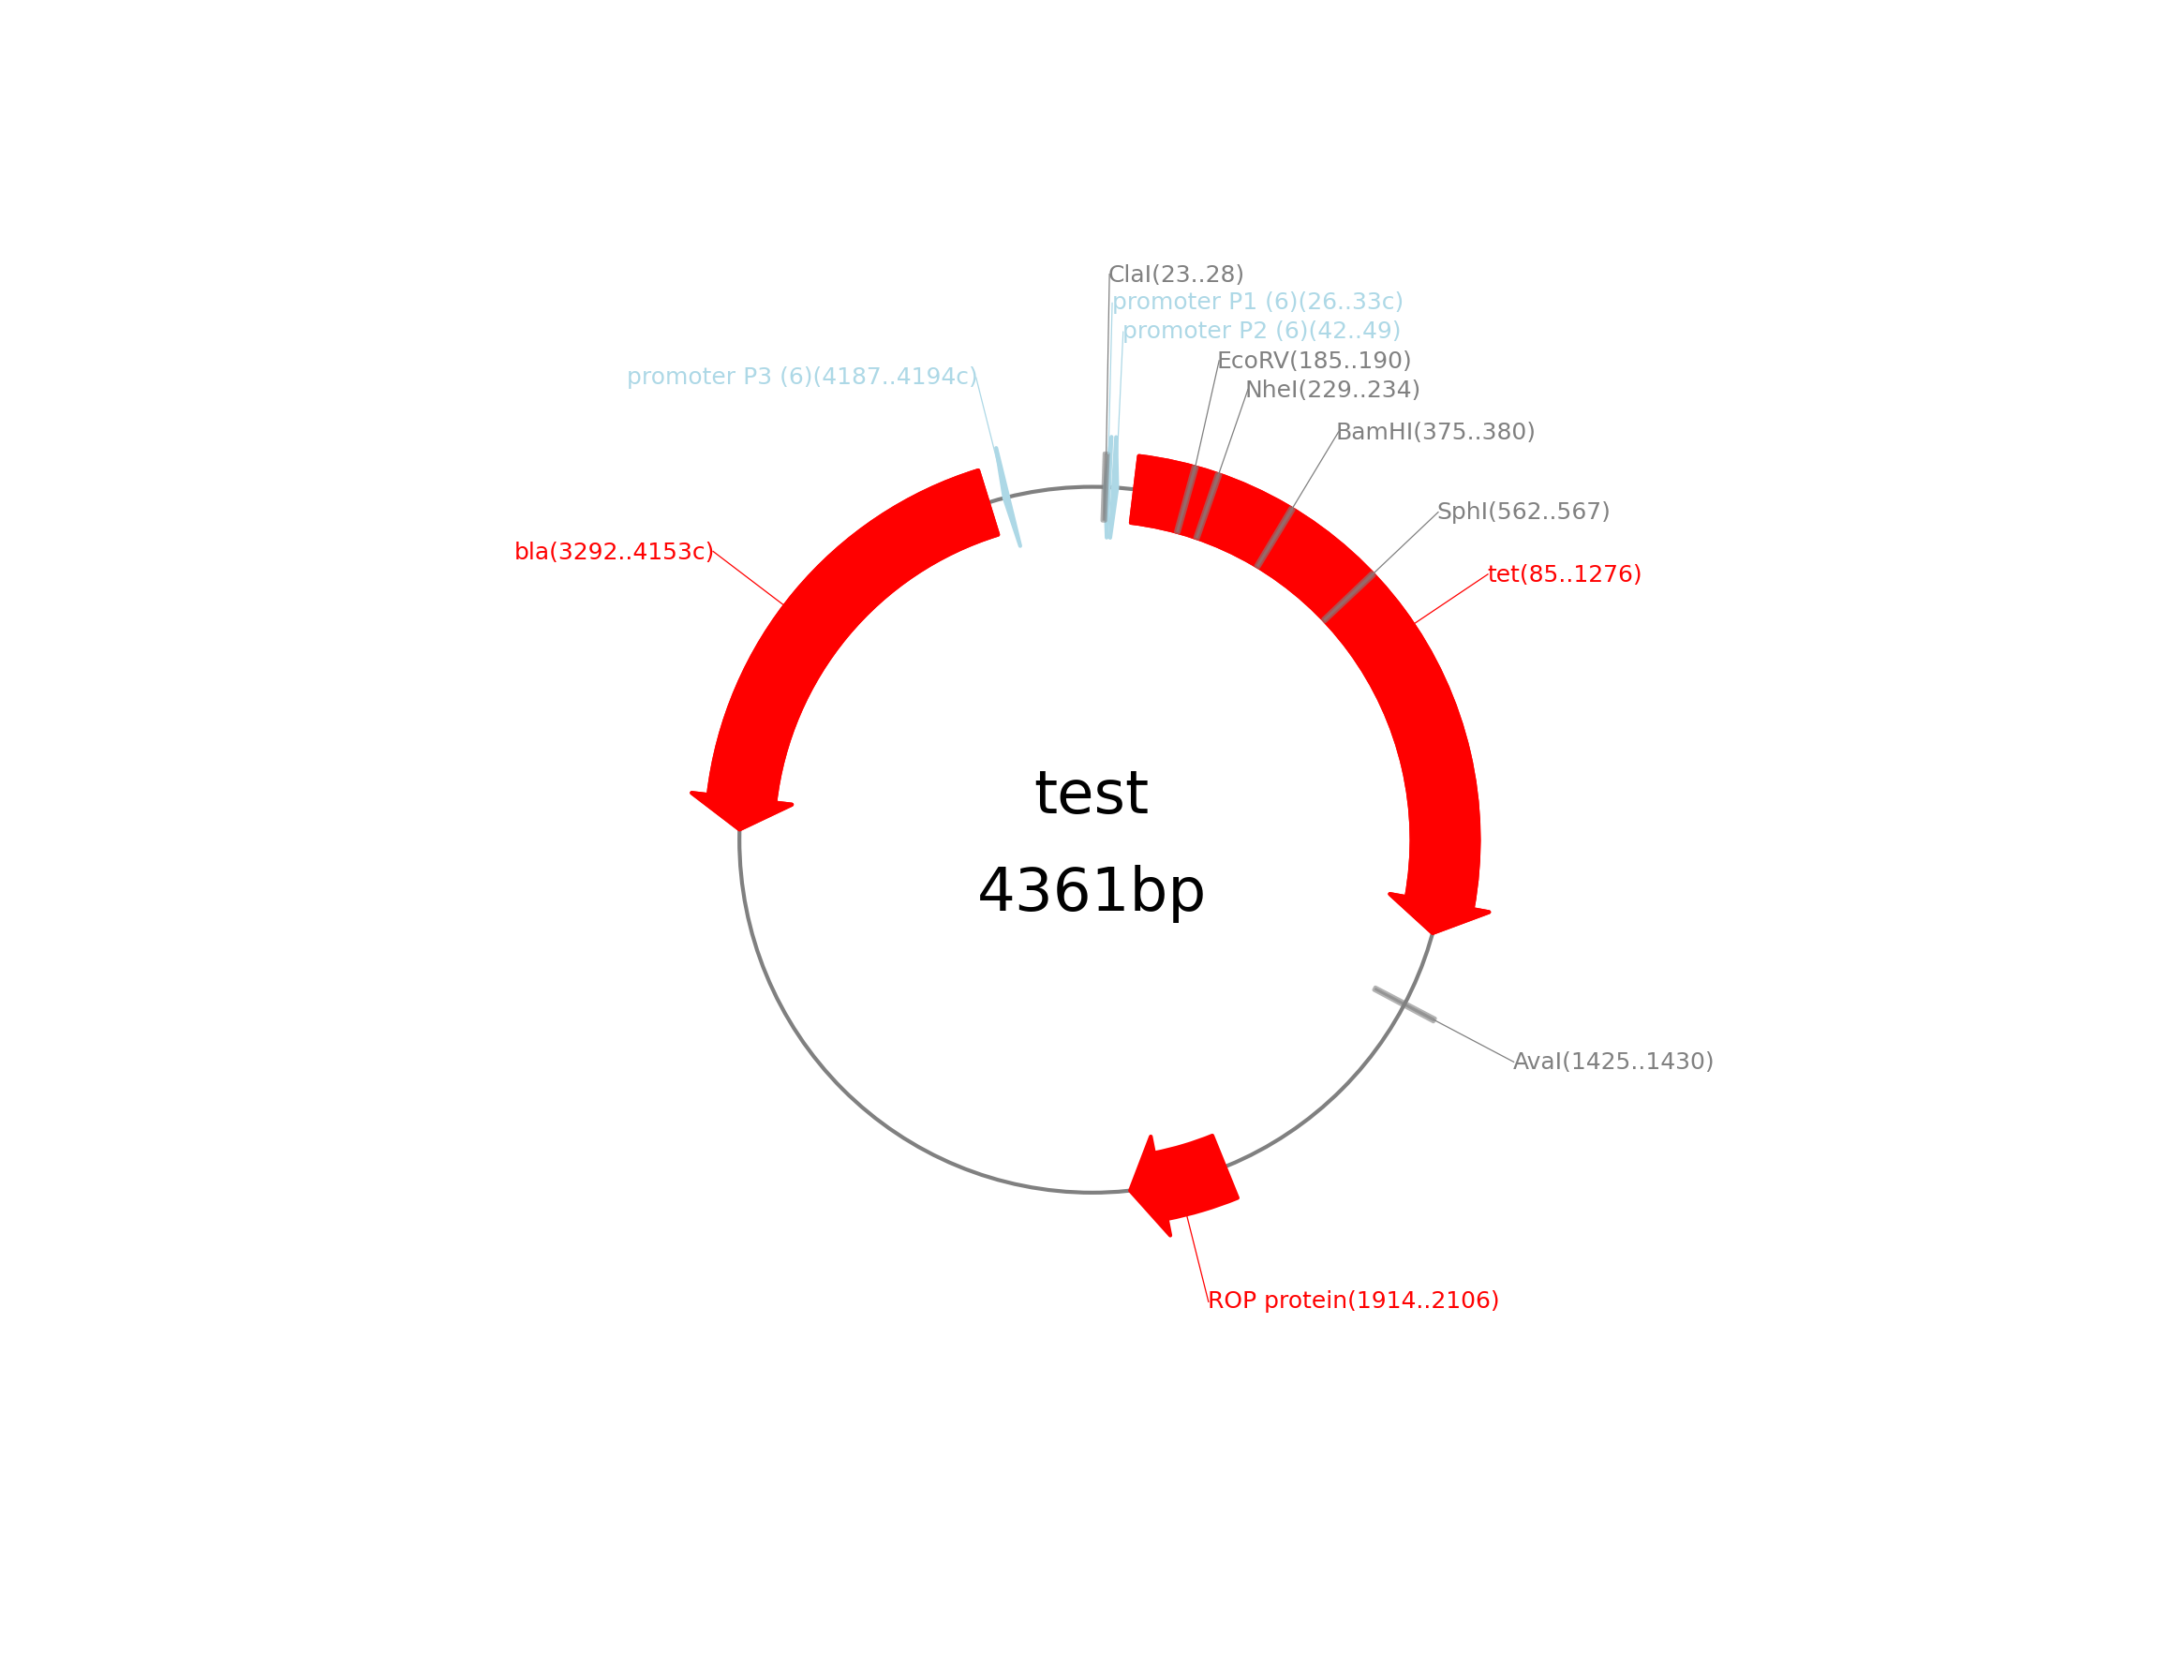 ClaI(23..28)
promoter P1 (6)(26..33c)
promoter P2 (6)(42..49)
EcoRV(185..190)
promoter P3 (6)(4187..4194c)
NheI(229..234)
BamHI(375..380)
SphI(562..567)
bla(3292..4153c)
tet(85..1276)
test
4361bp
AvaI(1425..1430)
ROP protein(1914..2106)